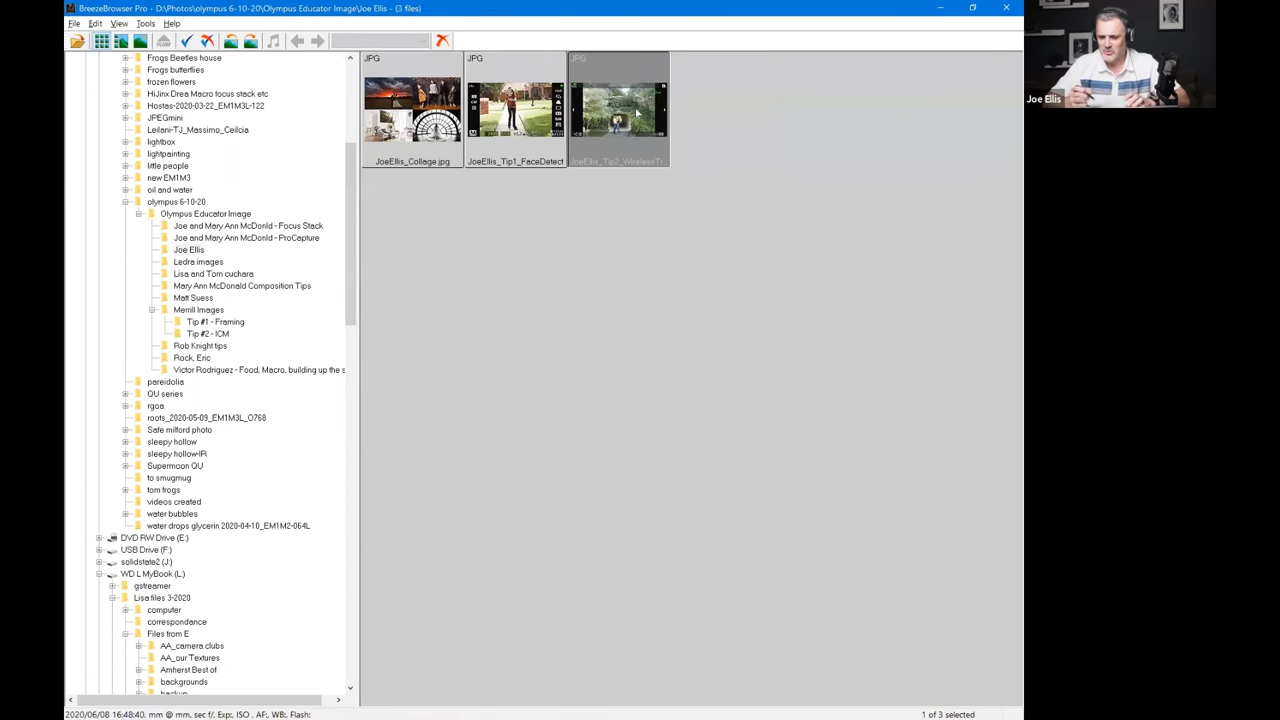 BreezeBrowser Pro - D:\Photos\olympus 6-10-20\Olympus Educator Image\Joe Ellis - (3 files)
File Edit View Tools Help
Frogs Beetles house
Frogs butterflies
frozen flowers
HiJinx Drea Macro focus stack etc
Hostas-2020-03-22_EM1M3L-122
JPEGmini
Leilani-TJ_Massimo_Ceilcia
lightbox
lightpainting
little people
new EM1M3
oil and water
olympus 6-10-20
Olympus Educator Image
Joe and Mary Ann McDonld - Focus Stack
Joe and Mary Ann McDonld - ProCapture
Joe Ellis
Ledra images
Lisa and Tom cuchara
Mary Ann McDonald Composition Tips
Matt Suess
Merrill Images
Tip #1 - Framing
Tip #2 - ICM
Rob Knight tips
Rock, Eric
Victor Rodriguez - Food, Macro, building up the s
pareidolia
QU series
rgoa
roots_2020-05-09_EM1M3L_O768
Safe milford photo
sleepy hollow
sleepy hollow-IR
Supermoon QU
to smugmug
tom frogs
videos created
water bubbles
water drops glycerin 2020-04-10_EM1M2-064L
DVD RW Drive (E:)
USB Drive (F:)
solidstate2 (J:)
WD L MyBook (L:)
gstreamer
Lisa files 3-2020
computer
correspondance
Files from E
AA_camera clubs
AA_our Textures
Amherst Best of
backgrounds
backup
JPG JPG JPG
JoeEllis_Collage.jpg JoeEllis_Tip1_FaceDetect JoeEllis_Tip2_WirelessTr
Joe Ellis
2020/06/08 16:48:40, mm @ mm, sec f/, Exp:, ISO , AF:, WB:, Flash:
1 of 3 selected